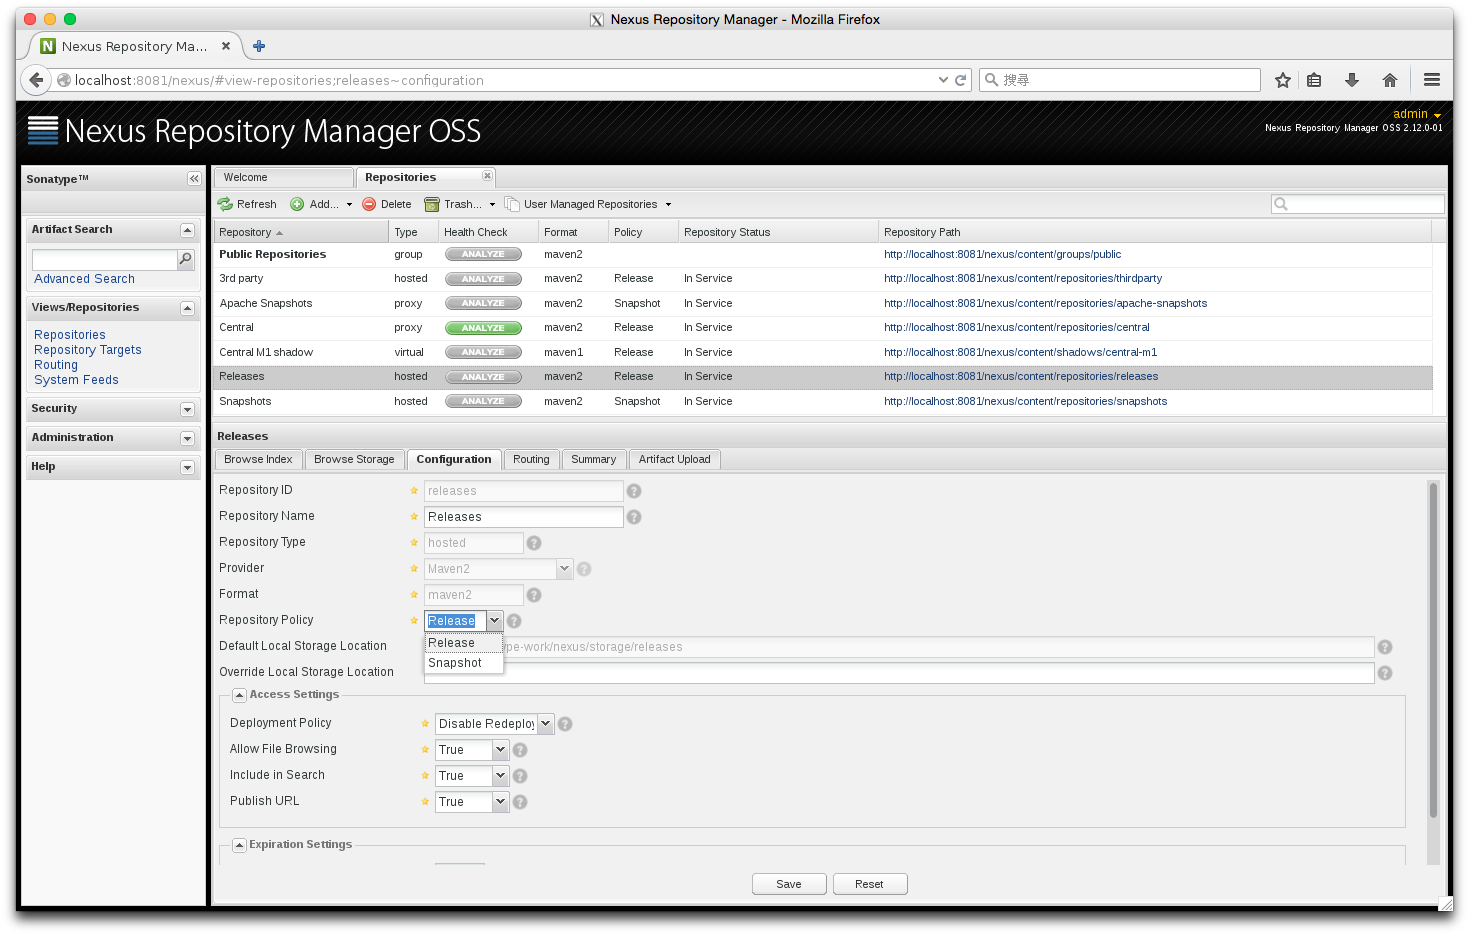 Nexus Repository Manager - Mozilla Firefox
Nexus Repository Ma...
localhost:8081/nexus/#view-repositories;releases~configuration
搜尋
Nexus Repository Manager OSS
admin
Nexus Repository Manager OSS 2.12.0-01
Sonatype™
Welcome
Repositories
Refresh
Add...
Delete
Trash...
User Managed Repositories
Artifact Search
Advanced Search
Views/Repositories
Repositories
Repository Targets
Routing
System Feeds
Security
Administration
Help
Repository Type Health Check Format Policy Repository Status Repository Path
Public Repositories group ANALYZE maven2 http://localhost:8081/nexus/content/groups/public
3rd party hosted ANALYZE maven2 Release In Service http://localhost:8081/nexus/content/repositories/thirdparty
Apache Snapshots proxy ANALYZE maven2 Snapshot In Service http://localhost:8081/nexus/content/repositories/apache-snapshots
Central proxy ANALYZE maven2 Release In Service http://localhost:8081/nexus/content/repositories/central
Central M1 shadow virtual ANALYZE maven1 Release In Service http://localhost:8081/nexus/content/shadows/central-m1
Releases hosted ANALYZE maven2 Release In Service http://localhost:8081/nexus/content/repositories/releases
Snapshots hosted ANALYZE maven2 Snapshot In Service http://localhost:8081/nexus/content/repositories/snapshots
Releases
Browse Index
Browse Storage
Configuration
Routing
Summary
Artifact Upload
Repository ID releases
Repository Name Releases
Repository Type hosted
Provider Maven2
Format maven2
Repository Policy Release
Release
Snapshot
Default Local Storage Location pe-work/nexus/storage/releases
Override Local Storage Location
Access Settings
Deployment Policy Disable Redeploy
Allow File Browsing True
Include in Search True
Publish URL True
Expiration Settings
Save
Reset